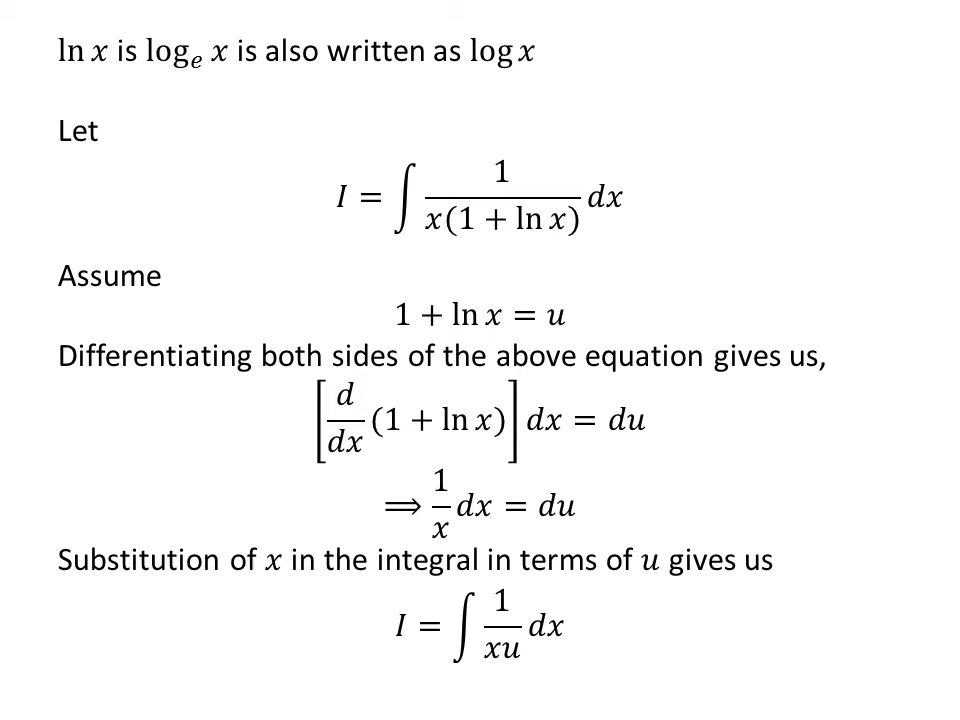 ln x is logₑ x is also written as log x
Let
I = ∫ 1/(x(1 + ln x)) dx
Assume
1 + ln x = u
Differentiating both sides of the above equation gives us,
[d/dx (1 + ln x)] dx = du
⟹ 1/x dx = du
Substitution of x in the integral in terms of u gives us
I = ∫ 1/(xu) dx